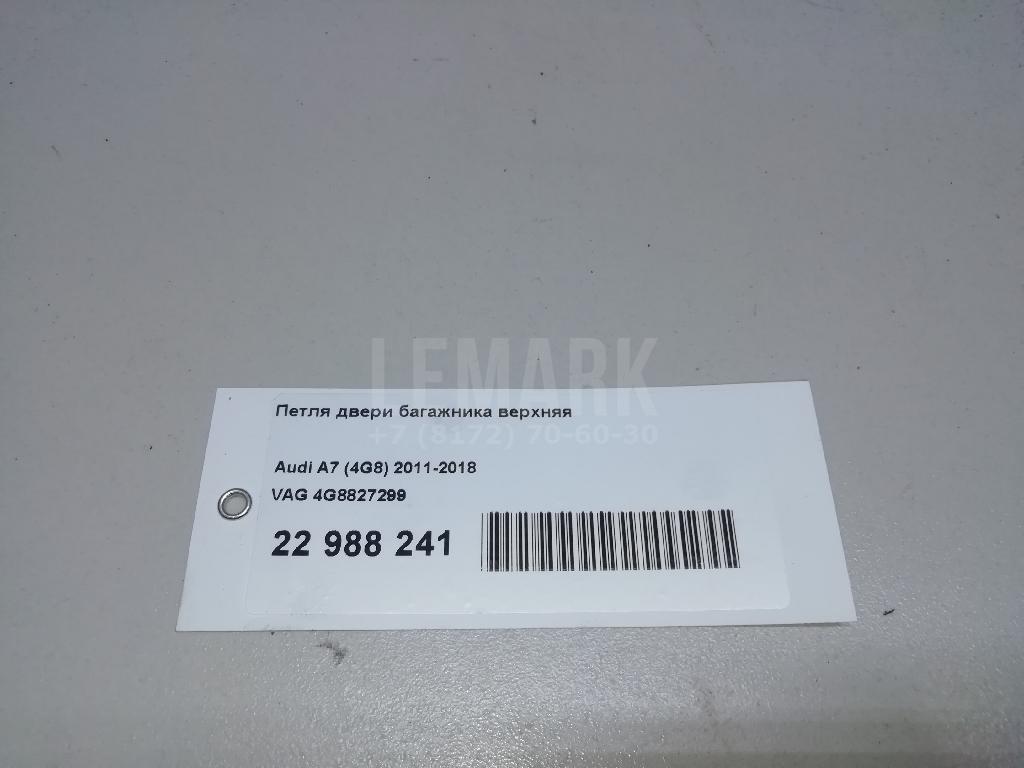 LEMARK
Петля двери багажника верхняя
+7 (8172) 70-60-30
Audi A7 (4G8) 2011-2018
VAG 4G8827299
22 988 241